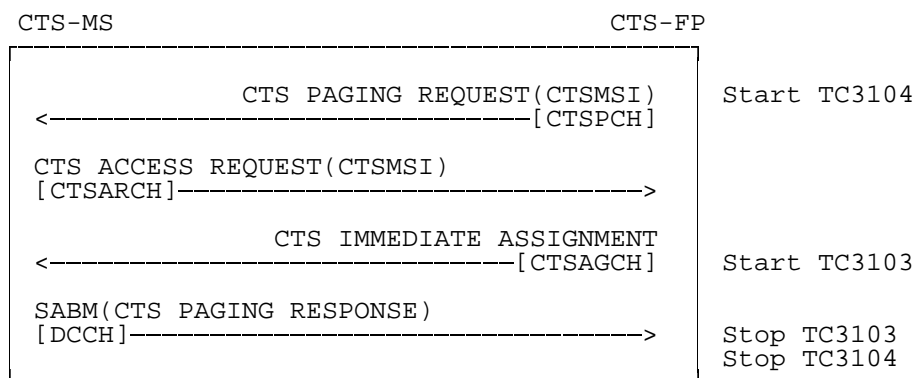 CTS-MS CTS-FP
CTS PAGING REQUEST(CTSMSI) Start TC3104
[CTSPCH]
CTS ACCESS REQUEST(CTSMSI)
[CTSARCH]
CTS IMMEDIATE ASSIGNMENT
[CTSAGCH] Start TC3103
SABM(CTS PAGING RESPONSE)
[DCCH] Stop TC3103
Stop TC3104